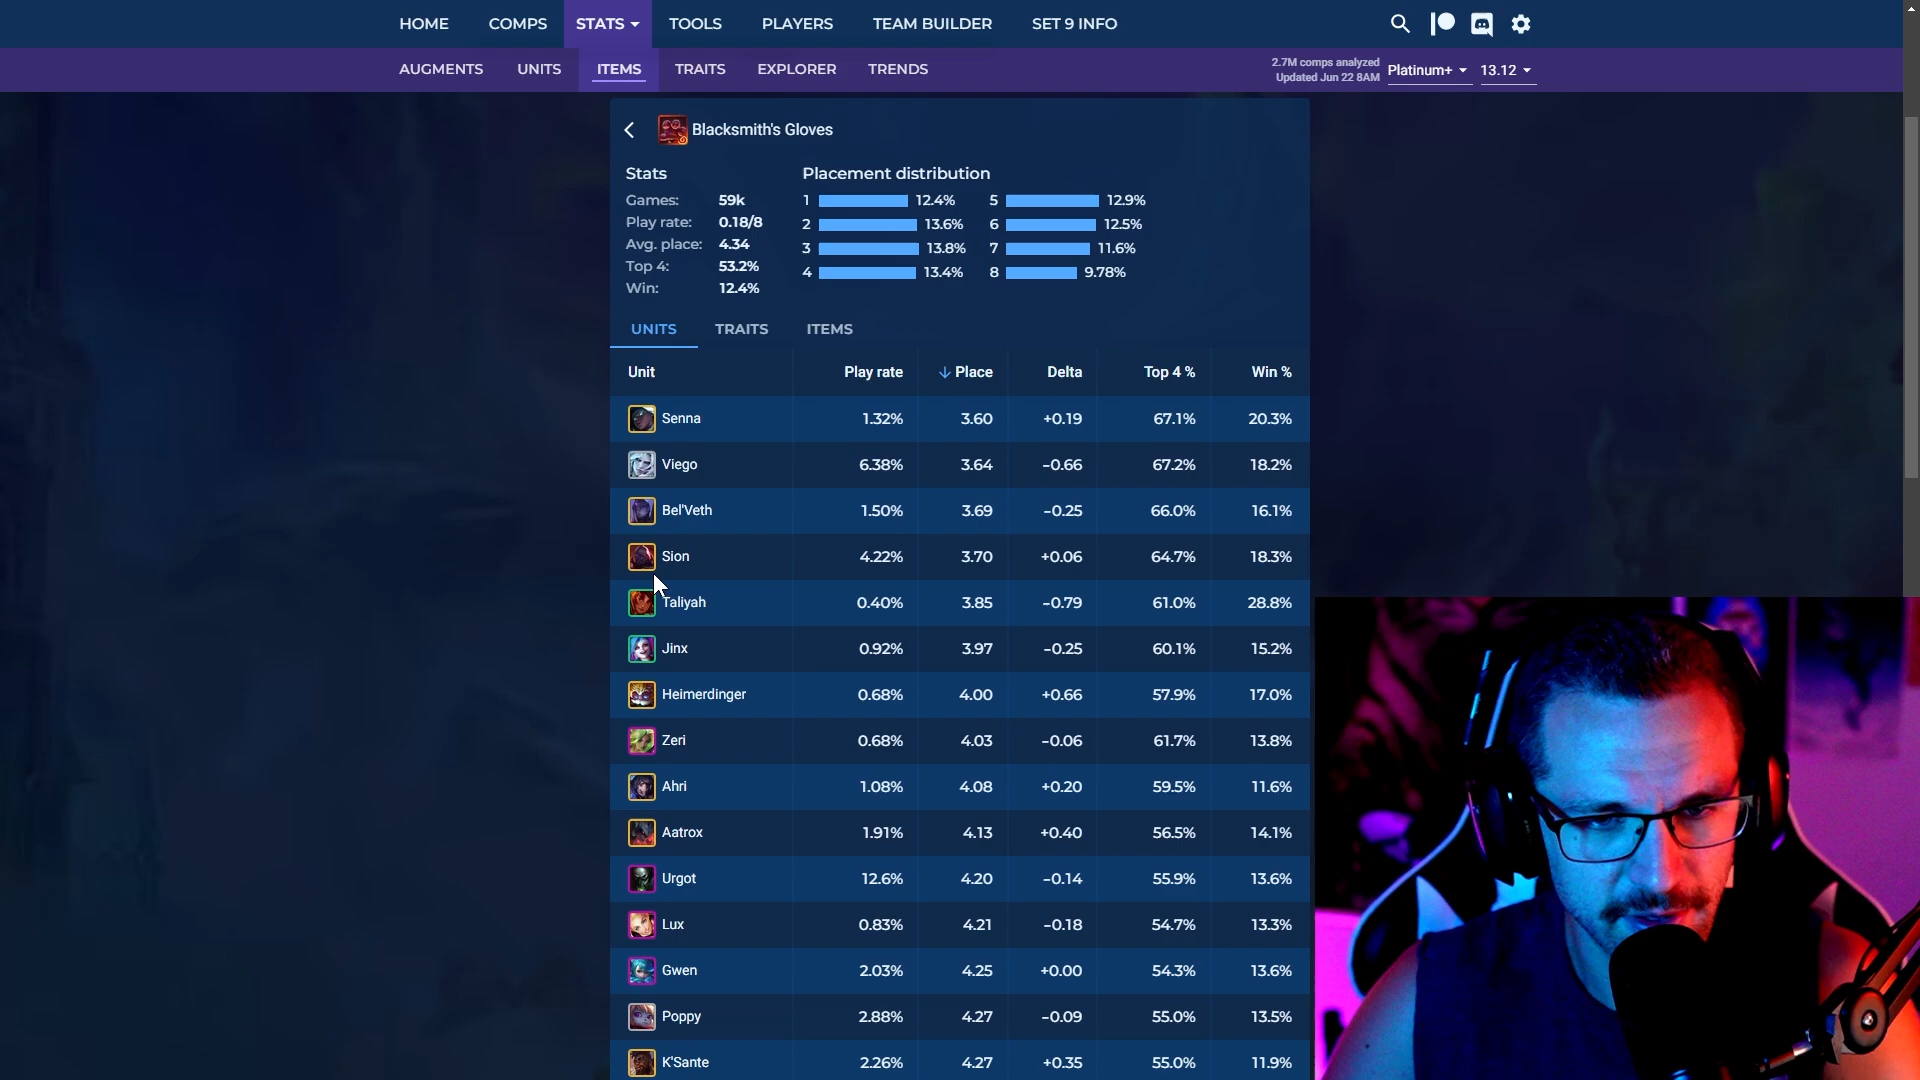 HOME COMPS STATS TOOLS PLAYERS TEAM BUILDER SET 9 INFO
AUGMENTS UNITS ITEMS TRAITS EXPLORER TRENDS
2.7M comps analyzed
Updated Jun 22 8AM
Platinum+ 13.12
Blacksmith's Gloves
Stats
Games: 59k
Play rate: 0.18/8
Avg. place: 4.34
Top 4: 53.2%
Win: 12.4%
Placement distribution
1 12.4% 5 12.9%
2 13.6% 6 12.5%
3 13.8% 7 11.6%
4 13.4% 8 9.78%
UNITS TRAITS ITEMS
Unit Play rate Place Delta Top 4 % Win %
Senna 1.32% 3.60 +0.19 67.1% 20.3%
Viego 6.38% 3.64 -0.66 67.2% 18.2%
Bel'Veth 1.50% 3.69 -0.25 66.0% 16.1%
Sion 4.22% 3.70 +0.06 64.7% 18.3%
Taliyah 0.40% 3.85 -0.79 61.0% 28.8%
Jinx 0.92% 3.97 -0.25 60.1% 15.2%
Heimerdinger 0.68% 4.00 +0.66 57.9% 17.0%
Zeri 0.68% 4.03 -0.06 61.7% 13.8%
Ahri 1.08% 4.08 +0.20 59.5% 11.6%
Aatrox 1.91% 4.13 +0.40 56.5% 14.1%
Urgot 12.6% 4.20 -0.14 55.9% 13.6%
Lux 0.83% 4.21 -0.18 54.7% 13.3%
Gwen 2.03% 4.25 +0.00 54.3% 13.6%
Poppy 2.88% 4.27 -0.09 55.0% 13.5%
K'Sante 2.26% 4.27 +0.35 55.0% 11.9%